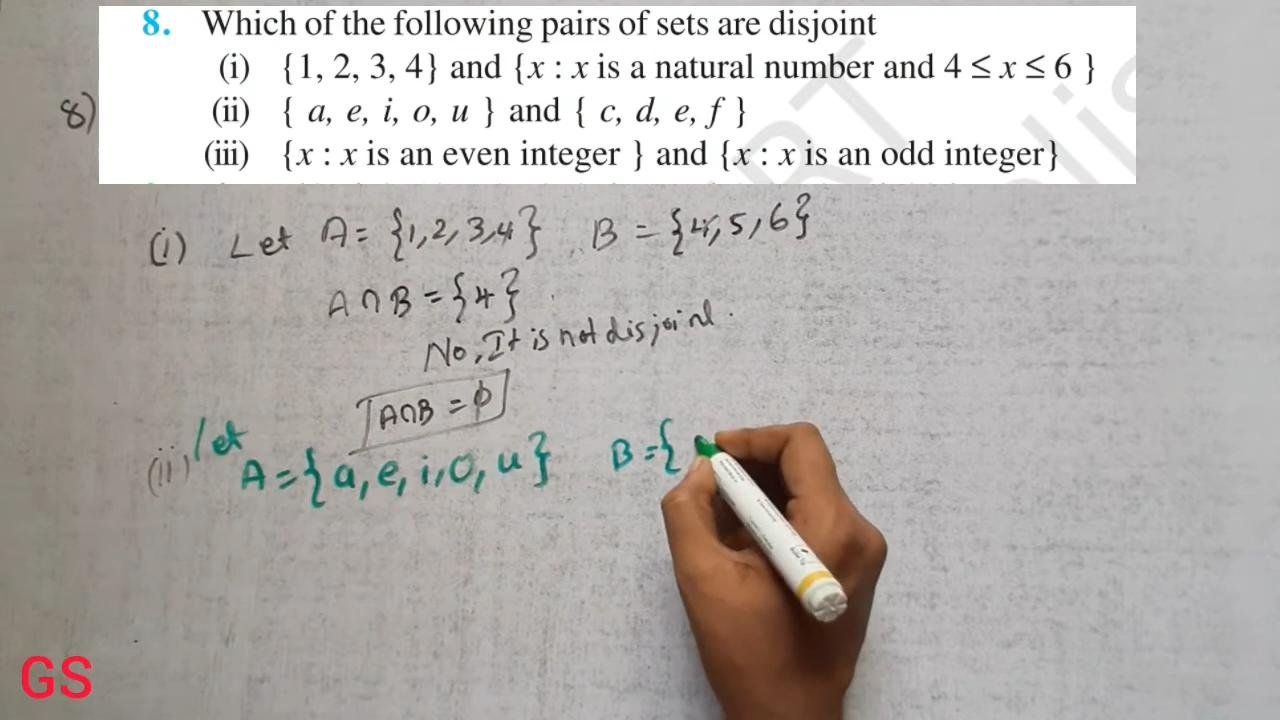 8. Which of the following pairs of sets are disjoint
(i) {1, 2, 3, 4} and {x : x is a natural number and 4 ≤ x ≤ 6 }
(ii) { a, e, i, o, u } and { c, d, e, f }
(iii) {x : x is an even integer } and {x : x is an odd integer}
8)
(i) Let A = {1, 2, 3, 4} B = {4, 5, 6}
A ∩ B = {4}
No, It is not disjoint.
A∩B = ϕ
(ii) let A = {a, e, i, o, u} B = {
GS